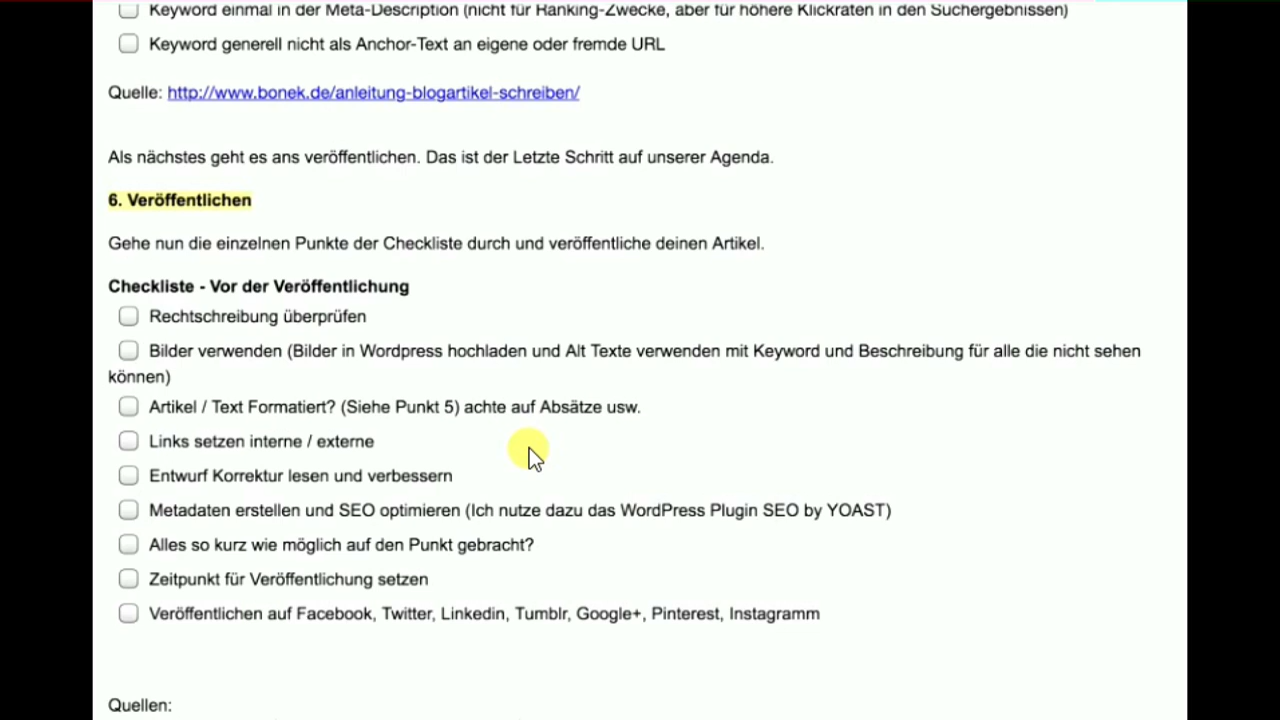 Keyword einmal in der Meta-Description (nicht für Ranking-Zwecke, aber für höhere Klickraten in den Suchergebnissen)
Keyword generell nicht als Anchor-Text an eigene oder fremde URL
Quelle: http://www.bonek.de/anleitung-blogartikel-schreiben/
Als nächstes geht es ans veröffentlichen. Das ist der Letzte Schritt auf unserer Agenda.
6. Veröffentlichen
Gehe nun die einzelnen Punkte der Checkliste durch und veröffentliche deinen Artikel.
Checkliste - Vor der Veröffentlichung
Rechtschreibung überprüfen
Bilder verwenden (Bilder in Wordpress hochladen und Alt Texte verwenden mit Keyword und Beschreibung für alle die nicht sehen
können)
Artikel / Text Formatiert? (Siehe Punkt 5) achte auf Absätze usw.
Links setzen interne / externe
Entwurf Korrektur lesen und verbessern
Metadaten erstellen und SEO optimieren (Ich nutze dazu das WordPress Plugin SEO by YOAST)
Alles so kurz wie möglich auf den Punkt gebracht?
Zeitpunkt für Veröffentlichung setzen
Veröffentlichen auf Facebook, Twitter, Linkedin, Tumblr, Google+, Pinterest, Instagramm
Quellen: